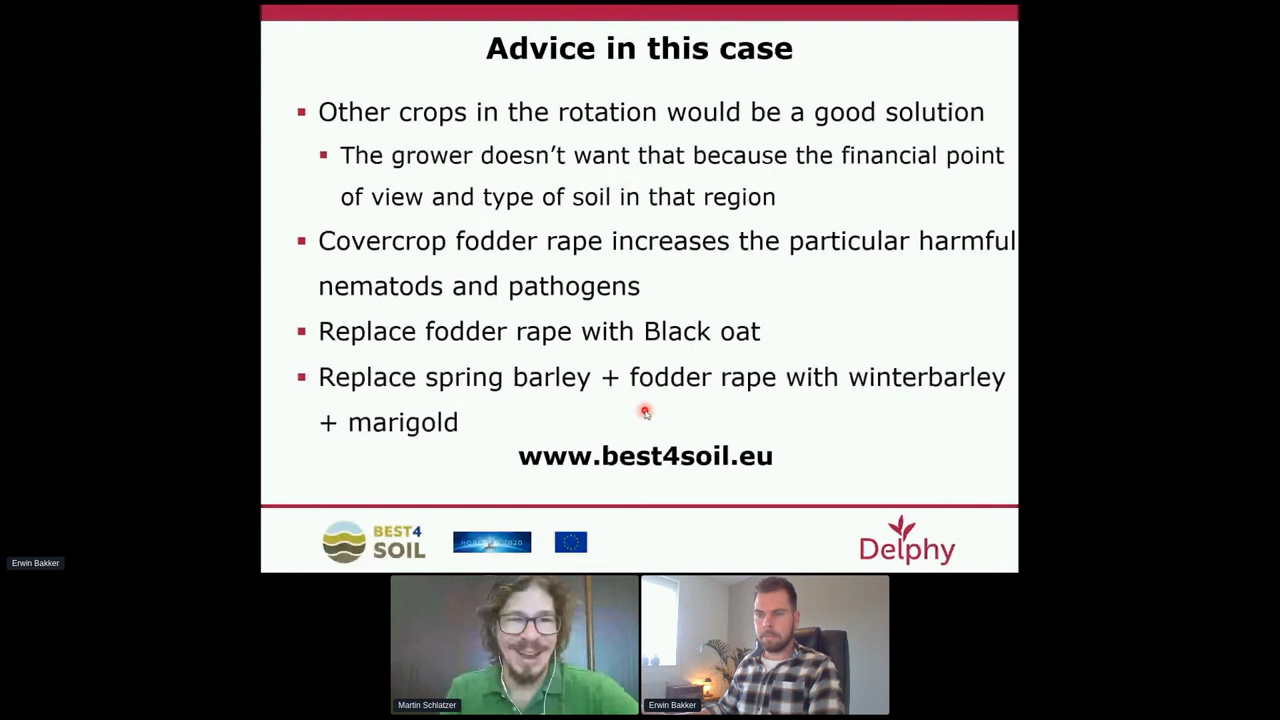 Advice in this case
Other crops in the rotation would be a good solution
The grower doesn't want that because the financial point
of view and type of soil in that region
Covercrop fodder rape increases the particular harmful
nematods and pathogens
Replace fodder rape with Black oat
Replace spring barley + fodder rape with winterbarley
+ marigold
www.best4soil.eu
BEST4
SOIL
HORIZON 2020
Delphy
Erwin Bakker
Martin Schlatzer
Erwin Bakker